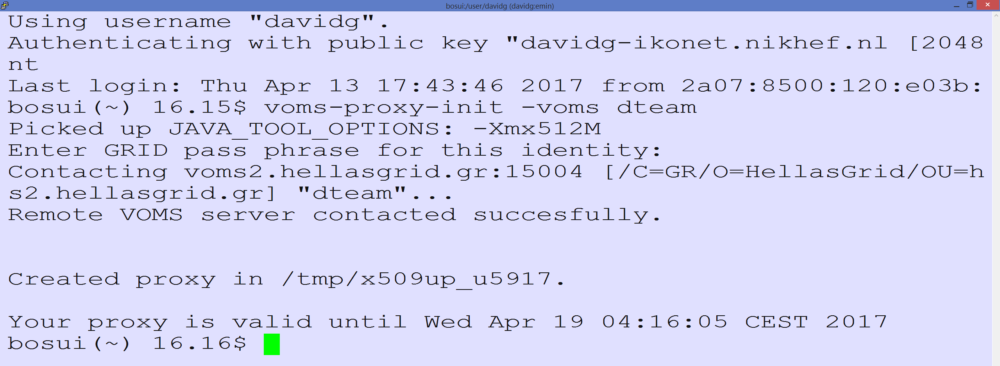 bosui:/user/davidg (davidg:emin)
Using username "davidg".
Authenticating with public key "davidg-ikonet.nikhef.nl [2048
nt
Last login: Thu Apr 13 17:43:46 2017 from 2a07:8500:120:e03b:
bosui(~) 16.15$ voms-proxy-init -voms dteam
Picked up JAVA_TOOL_OPTIONS: -Xmx512M
Enter GRID pass phrase for this identity:
Contacting voms2.hellasgrid.gr:15004 [/C=GR/O=HellasGrid/OU=h
s2.hellasgrid.gr] "dteam"...
Remote VOMS server contacted succesfully.
Created proxy in /tmp/x509up_u5917.
Your proxy is valid until Wed Apr 19 04:16:05 CEST 2017
bosui(~) 16.16$